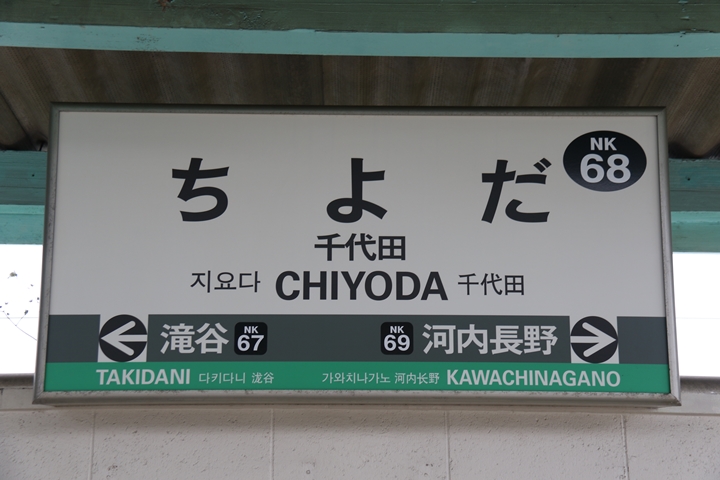 NK
68
ちよだ
千代田
지요다 CHIYODA 千代田
滝谷 NK 67 NK 69 河内長野
TAKIDANI 다키다니 泷谷 가와치나가노 河内长野 KAWACHINAGANO